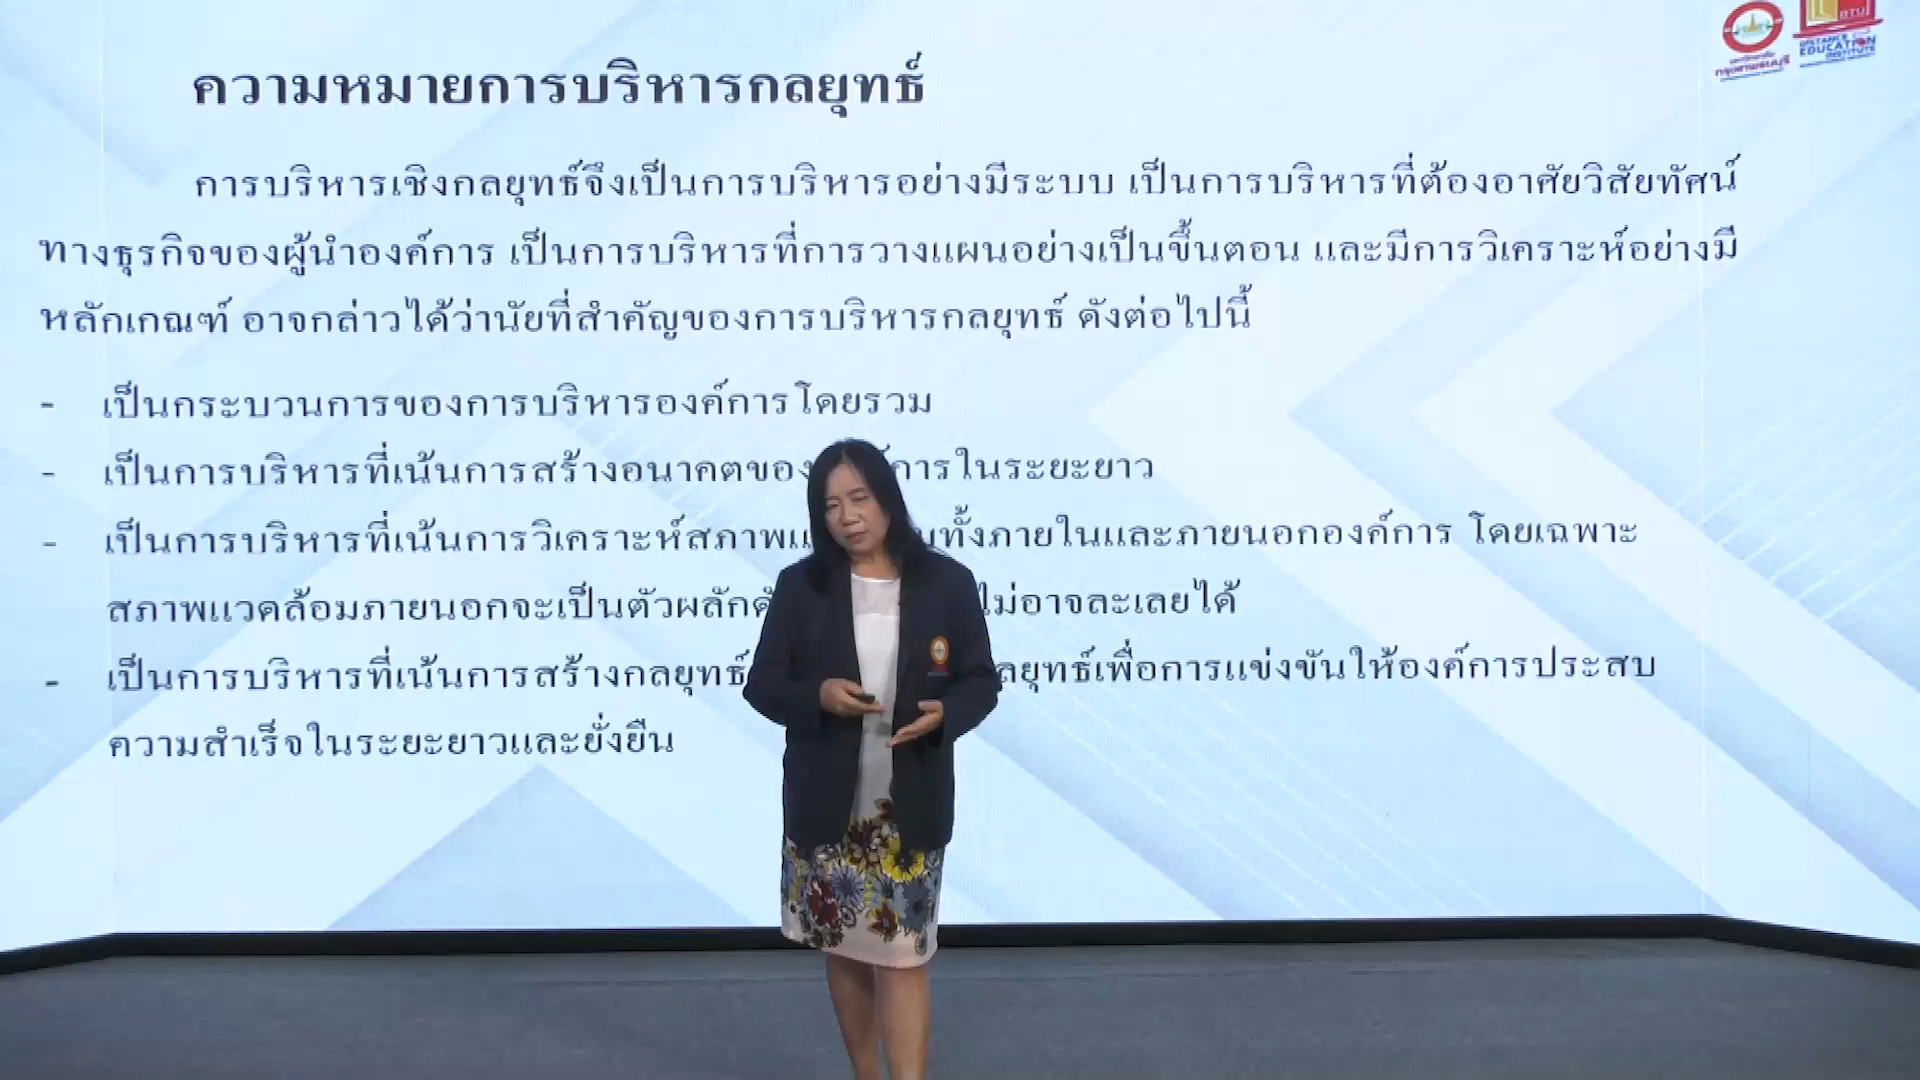 ความหมายการบริหารกลยุทธ์
BTU
DISTANCE
EDUCATION
INSTITUTE
มหาวิทยาลัย
กรุงเทพธนบุรี
การบริหารเชิงกลยุทธ์จึงเป็นการบริหารอย่างมีระบบ เป็นการบริหารที่ต้องอาศัยวิสัยทัศน์
ทางธุรกิจของผู้นำองค์การ เป็นการบริหารที่การวางแผนอย่างเป็นขึ้นตอน และมีการวิเคราะห์อย่างมี
หลักเกณฑ์ อาจกล่าวได้ว่านัยที่สำคัญของการบริหารกลยุทธ์ ดังต่อไปนี้
- เป็นกระบวนการของการบริหารองค์การโดยรวม
- เป็นการบริหารที่เน้นการสร้างอนาคตของ การในระยะยาว
- เป็นการบริหารที่เน้นการวิเคราะห์สภาพแ ทั้งภายในและภายนอกองค์การ โดยเฉพาะ
สภาพแวดล้อมภายนอกจะเป็นตัวผลักดั ไม่อาจละเลยได้
- เป็นการบริหารที่เน้นการสร้างกลยุทธ์ ลยุทธ์เพื่อการแข่งขันให้องค์การประสบ
ความสำเร็จในระยะยาวและยั่งยืน